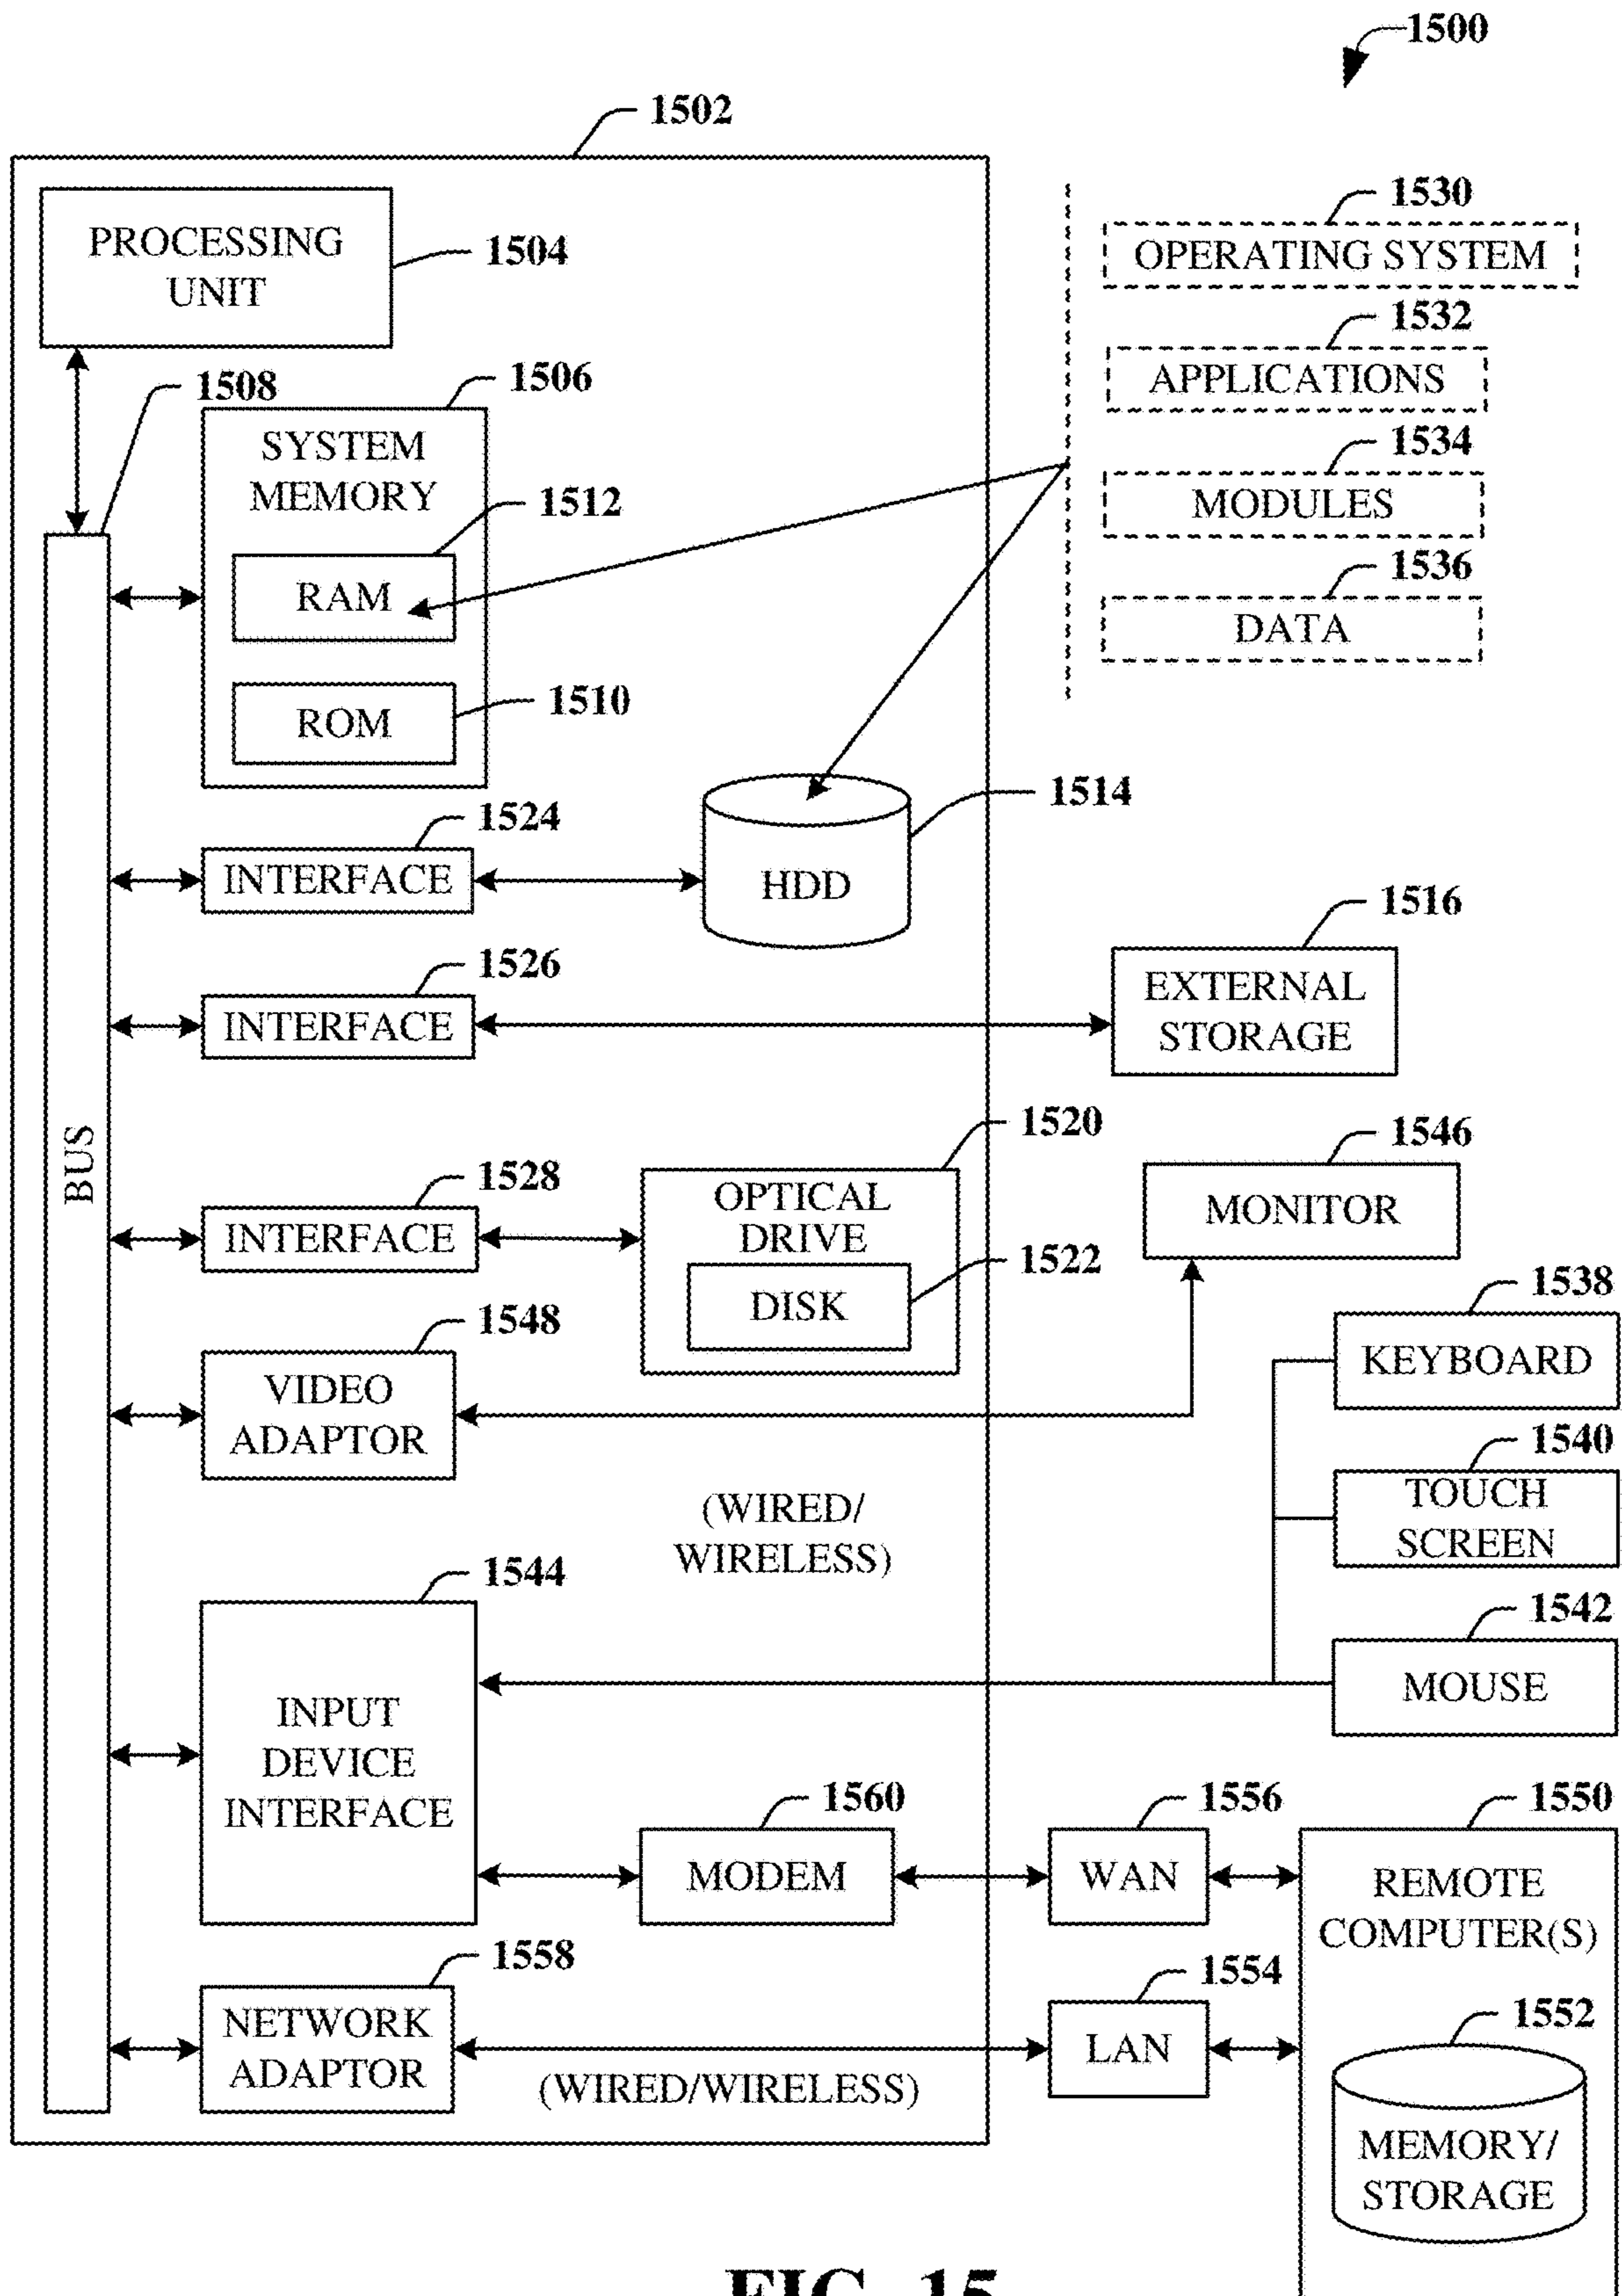 1500
1502
PROCESSING
UNIT
1504
1530
OPERATING SYSTEM
1532
APPLICATIONS
1534
MODULES
1536
DATA
1508
1506
SYSTEM
MEMORY
1512
RAM
1510
ROM
1514
HDD
1524
INTERFACE
1516
EXTERNAL
STORAGE
1526
INTERFACE
BUS
1520
OPTICAL
DRIVE
1522
DISK
1528
INTERFACE
1546
MONITOR
1548
VIDEO
ADAPTOR
1538
KEYBOARD
1540
TOUCH
SCREEN
(WIRED/
WIRELESS)
1542
MOUSE
1544
INPUT
DEVICE
INTERFACE
1560
MODEM
1556
WAN
1550
REMOTE
COMPUTER(S)
1558
NETWORK
ADAPTOR
(WIRED/WIRELESS)
1554
LAN
1552
MEMORY/
STORAGE
FIG. 15